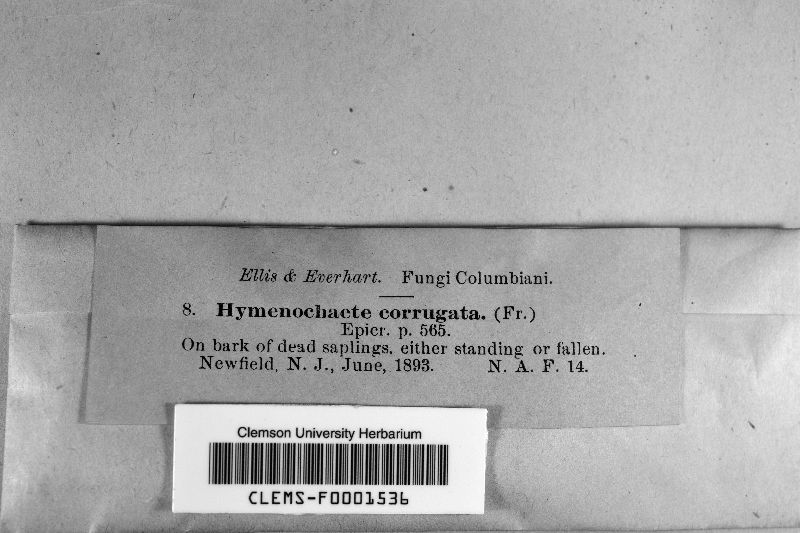 Ellis & Everhart. Fungi Columbiani.
8. Hymenochaete corrugata. (Fr.)
Epicr. p. 565.
On bark of dead saplings, either standing or fallen.
Newfield, N. J., June, 1893. N. A. F. 14.
Clemson University Herbarium
CLEMS-F0001536